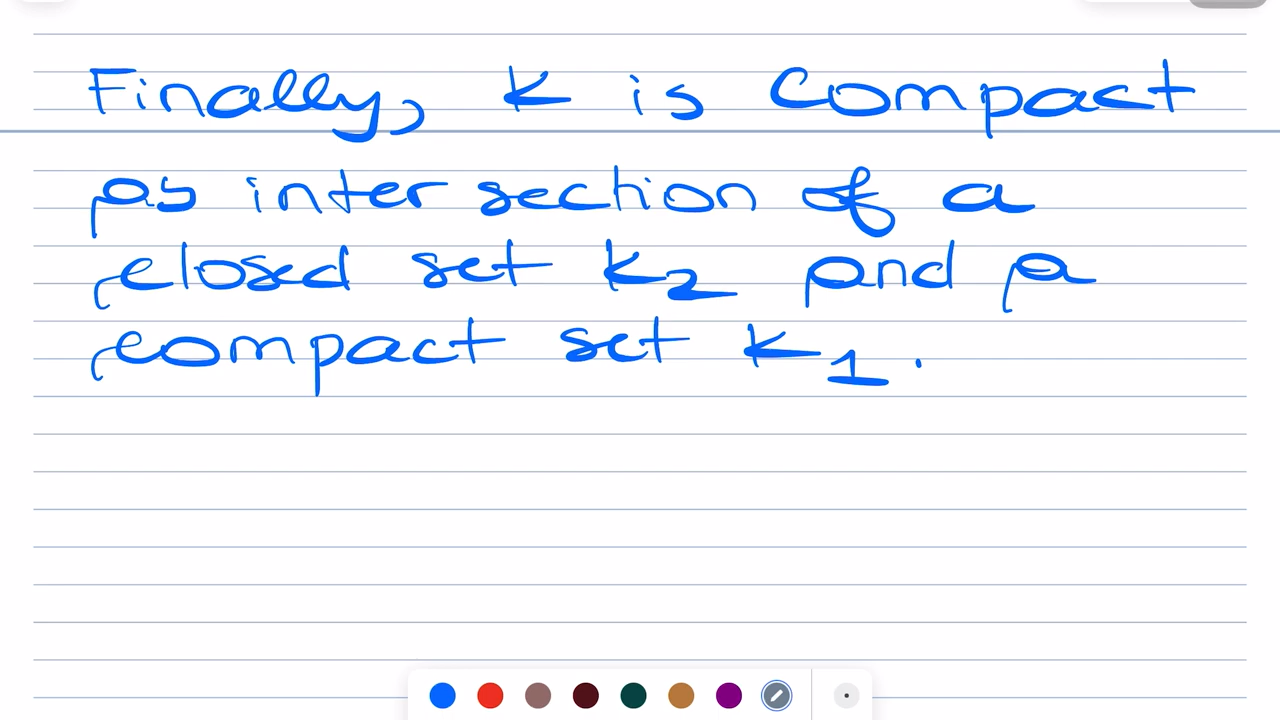 Finally, K is Compact
as intersection of a
closed set K₂ and a
compact set K₁.